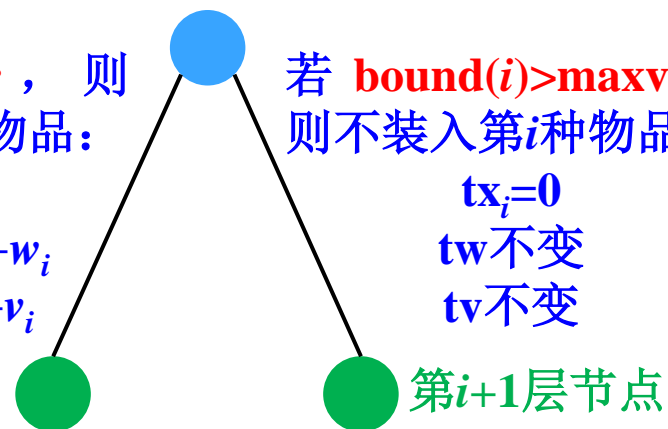 ，则
物品：
w_i
v_i
若 bound(i)>maxv
则不装入第i种物品
tx_i=0
tw不变
tv不变
第i+1层节点